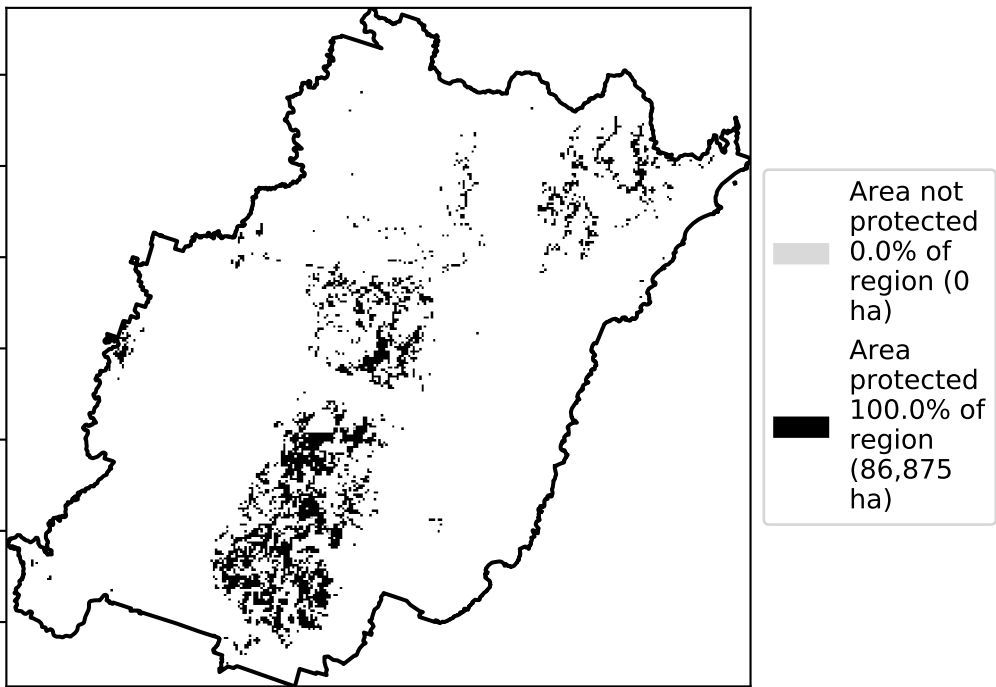 Area not
protected
0.0% of
region (0
ha)
Area
protected
100.0% of
region
(86,875
ha)